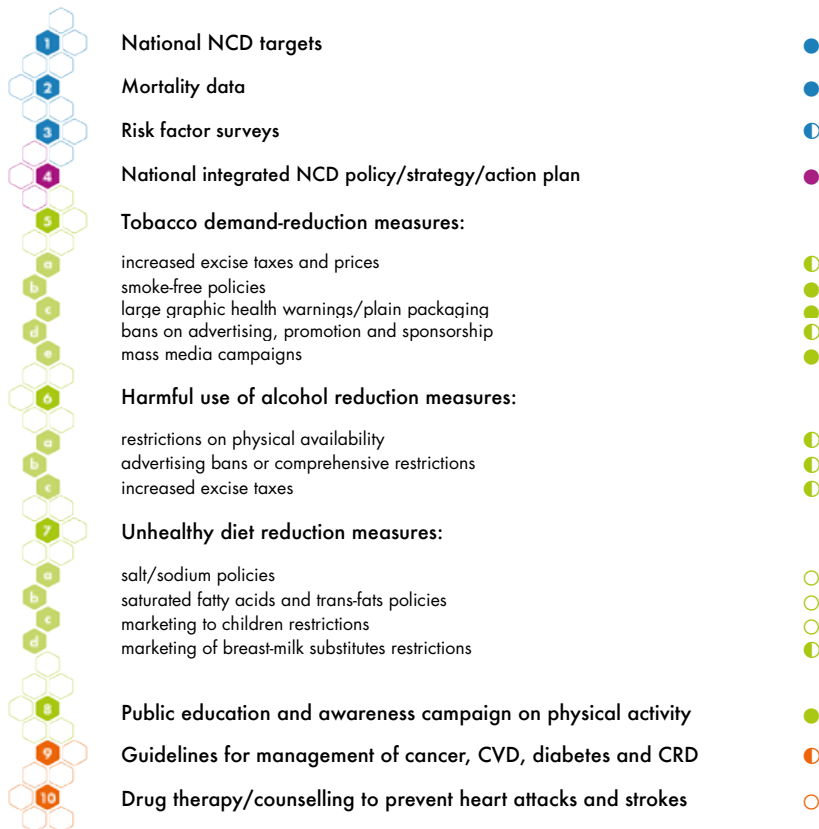 1 National NCD targets
2 Mortality data
3 Risk factor surveys
4 National integrated NCD policy/strategy/action plan
5 Tobacco demand-reduction measures:
a increased excise taxes and prices
b smoke-free policies
c large graphic health warnings/plain packaging
d bans on advertising, promotion and sponsorship
e mass media campaigns
6 Harmful use of alcohol reduction measures:
a restrictions on physical availability
b advertising bans or comprehensive restrictions
c increased excise taxes
7 Unhealthy diet reduction measures:
a salt/sodium policies
b saturated fatty acids and trans-fats policies
c marketing to children restrictions
d marketing of breast-milk substitutes restrictions
8 Public education and awareness campaign on physical activity
9 Guidelines for management of cancer, CVD, diabetes and CRD
10 Drug therapy/counselling to prevent heart attacks and strokes